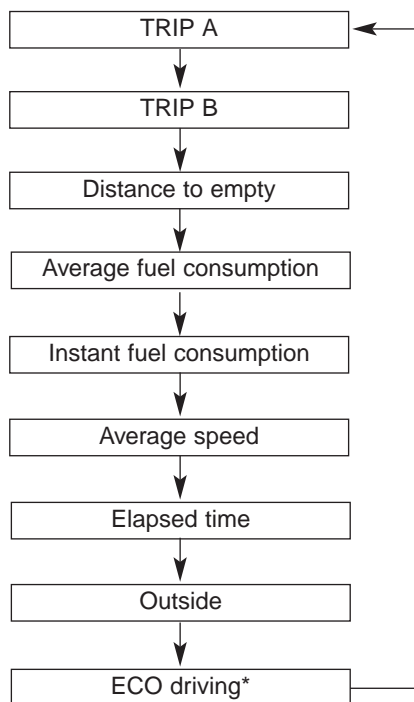 TRIP A
TRIP B
Distance to empty
Average fuel consumption
Instant fuel consumption
Average speed
Elapsed time
Outside
ECO driving*